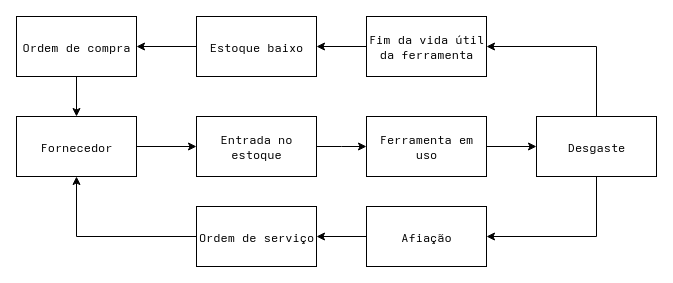 Ordem de compra
Estoque baixo
Fim da vida útil
da ferramenta
Fornecedor
Entrada no
estoque
Ferramenta em
uso
Desgaste
Ordem de serviço
Afiação